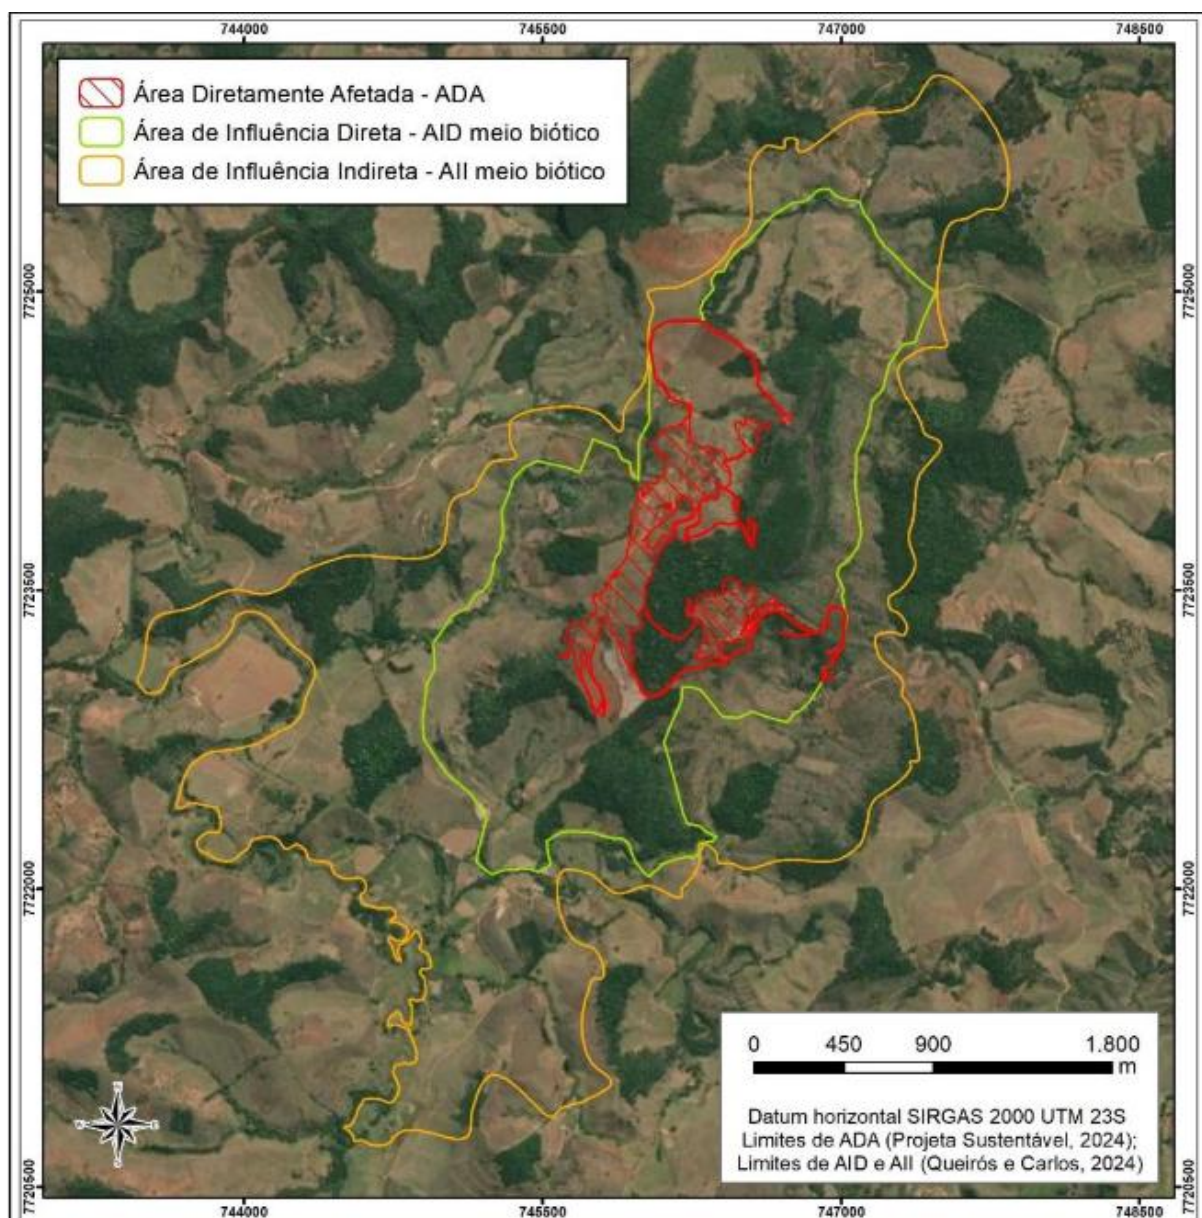 744000 745500 747000 748500
Área Diretamente Afetada - ADA
Área de Influência Direta - AID meio biótico
Área de Influência Indireta - AII meio biótico
7725000 7725000
7723500 7723500
7722000 7722000
7720500 7720500
0 450 900 1.800
m
Datum horizontal SIRGAS 2000 UTM 23S
Limites de ADA (Projeta Sustentável, 2024);
Limites de AID e AII (Queirós e Carlos, 2024)
744000 745500 747000 748500